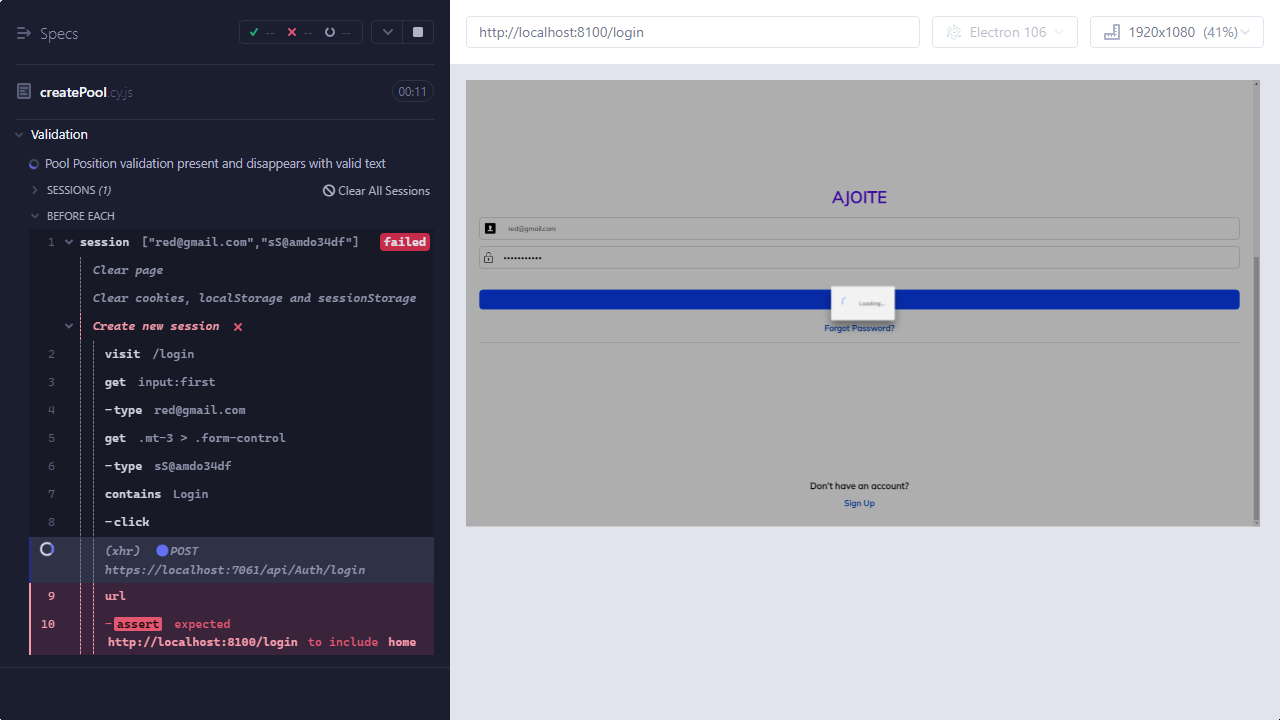 Specs
--
--
--
createPool.cy.js
00:11
Validation
Pool Position validation present and disappears with valid text
SESSIONS (1)
Clear All Sessions
BEFORE EACH
1 session ["red@gmail.com","sS@amdo34df"] failed
Clear page
Clear cookies, localStorage and sessionStorage
Create new session
2 visit /login
3 get input:first
4 -type red@gmail.com
5 get .mt-3 > .form-control
6 -type sS@amdo34df
7 contains Login
8 -click
(xhr) POST
https://localhost:7061/api/Auth/login
9 url
10 -assert expected
http://localhost:8100/login to include home
http://localhost:8100/login
Electron 106
1920x1080 (41%)
AJOITE
red@gmail.com
•••••••••••
Loading...
Forgot Password?
Don't have an account?
Sign Up